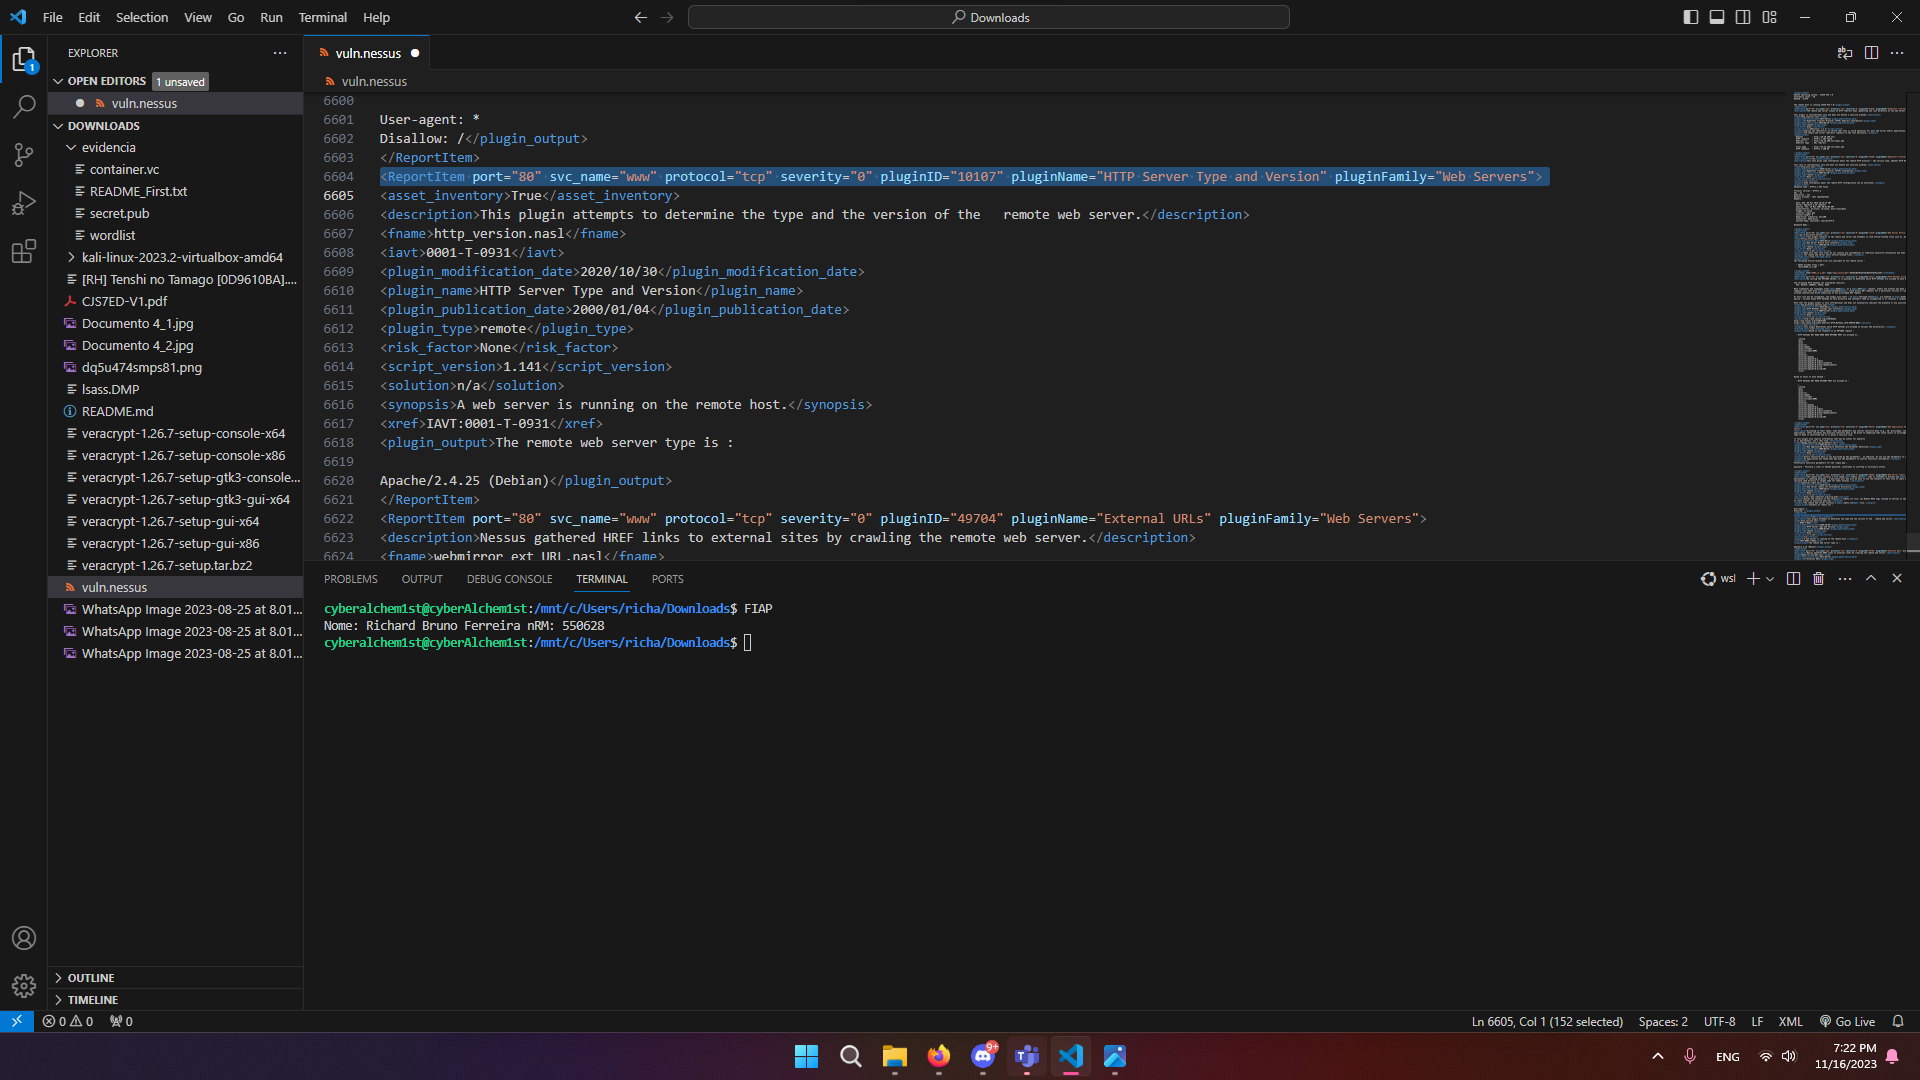 File Edit Selection View Go Run Terminal Help
Downloads
EXPLORER
OPEN EDITORS 1 unsaved
vuln.nessus
DOWNLOADS
evidencia
container.vc
README_First.txt
secret.pub
wordlist
kali-linux-2023.2-virtualbox-amd64
[RH] Tenshi no Tamago [0D9610BA]....
CJS7ED-V1.pdf
Documento 4_1.jpg
Documento 4_2.jpg
dq5u474smps81.png
lsass.DMP
README.md
veracrypt-1.26.7-setup-console-x64
veracrypt-1.26.7-setup-console-x86
veracrypt-1.26.7-setup-gtk3-console...
veracrypt-1.26.7-setup-gtk3-gui-x64
veracrypt-1.26.7-setup-gui-x64
veracrypt-1.26.7-setup-gui-x86
veracrypt-1.26.7-setup.tar.bz2
vuln.nessus
WhatsApp Image 2023-08-25 at 8.01...
WhatsApp Image 2023-08-25 at 8.01...
WhatsApp Image 2023-08-25 at 8.01...
OUTLINE
TIMELINE
vuln.nessus
vuln.nessus
6600
6601 User-agent: *
6602 Disallow: /</plugin_output>
6603 </ReportItem>
6604 <ReportItem port="80" svc_name="www" protocol="tcp" severity="0" pluginID="10107" pluginName="HTTP Server Type and Version" pluginFamily="Web Servers">
6605 <asset_inventory>True</asset_inventory>
6606 <description>This plugin attempts to determine the type and the version of the   remote web server.</description>
6607 <fname>http_version.nasl</fname>
6608 <iavt>0001-T-0931</iavt>
6609 <plugin_modification_date>2020/10/30</plugin_modification_date>
6610 <plugin_name>HTTP Server Type and Version</plugin_name>
6611 <plugin_publication_date>2000/01/04</plugin_publication_date>
6612 <plugin_type>remote</plugin_type>
6613 <risk_factor>None</risk_factor>
6614 <script_version>1.141</script_version>
6615 <solution>n/a</solution>
6616 <synopsis>A web server is running on the remote host.</synopsis>
6617 <xref>IAVT:0001-T-0931</xref>
6618 <plugin_output>The remote web server type is :
6619
6620 Apache/2.4.25 (Debian)</plugin_output>
6621 </ReportItem>
6622 <ReportItem port="80" svc_name="www" protocol="tcp" severity="0" pluginID="49704" pluginName="External URLs" pluginFamily="Web Servers">
6623 <description>Nessus gathered HREF links to external sites by crawling the remote web server.</description>
6624 <fname>webmirror_ext_URL.nasl</fname>
PROBLEMS OUTPUT DEBUG CONSOLE TERMINAL PORTS
wsl
cyberalchem1st@cyberAlchem1st:/mnt/c/Users/richa/Downloads$ FIAP
Nome: Richard Bruno Ferreira nRM: 550628
cyberalchem1st@cyberAlchem1st:/mnt/c/Users/richa/Downloads$
0 0 0
Ln 6605, Col 1 (152 selected) Spaces: 2 UTF-8 LF XML Go Live
9+
ENG
7:22 PM
11/16/2023